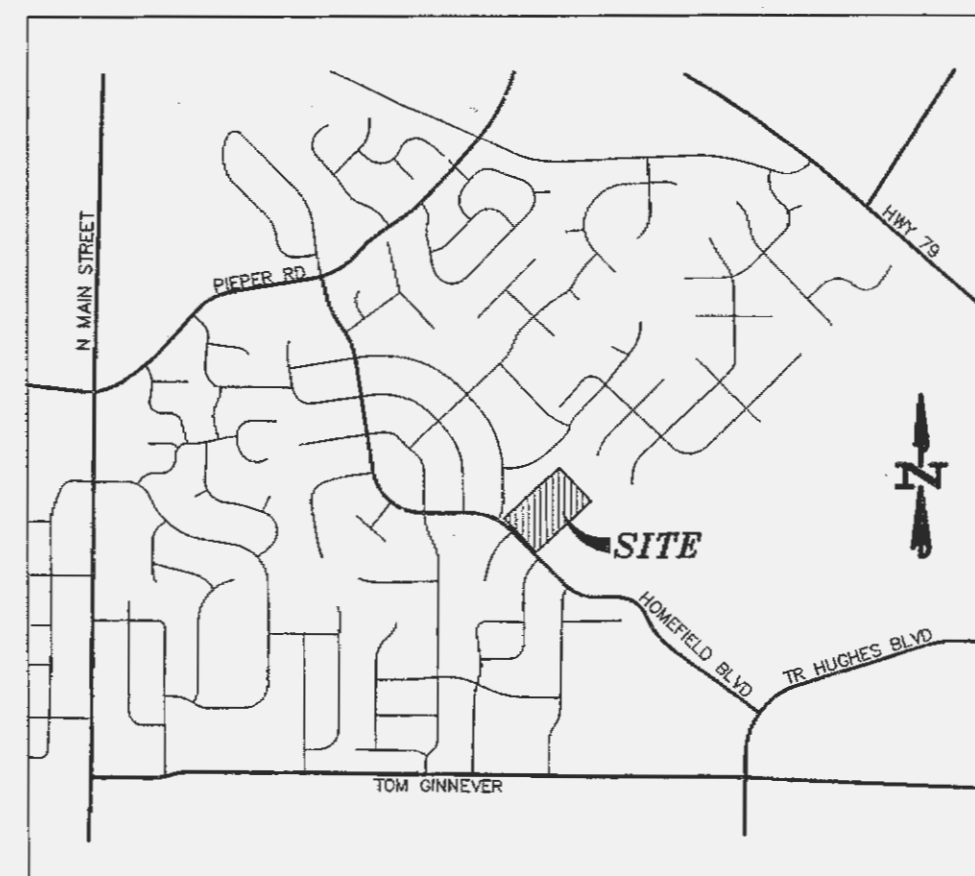 N MAIN STREET
PIEPER RD
HWY 79
N
SITE
HOMEFIELD BLVD
TR HUGHES BLVD
TOM GINNEVER